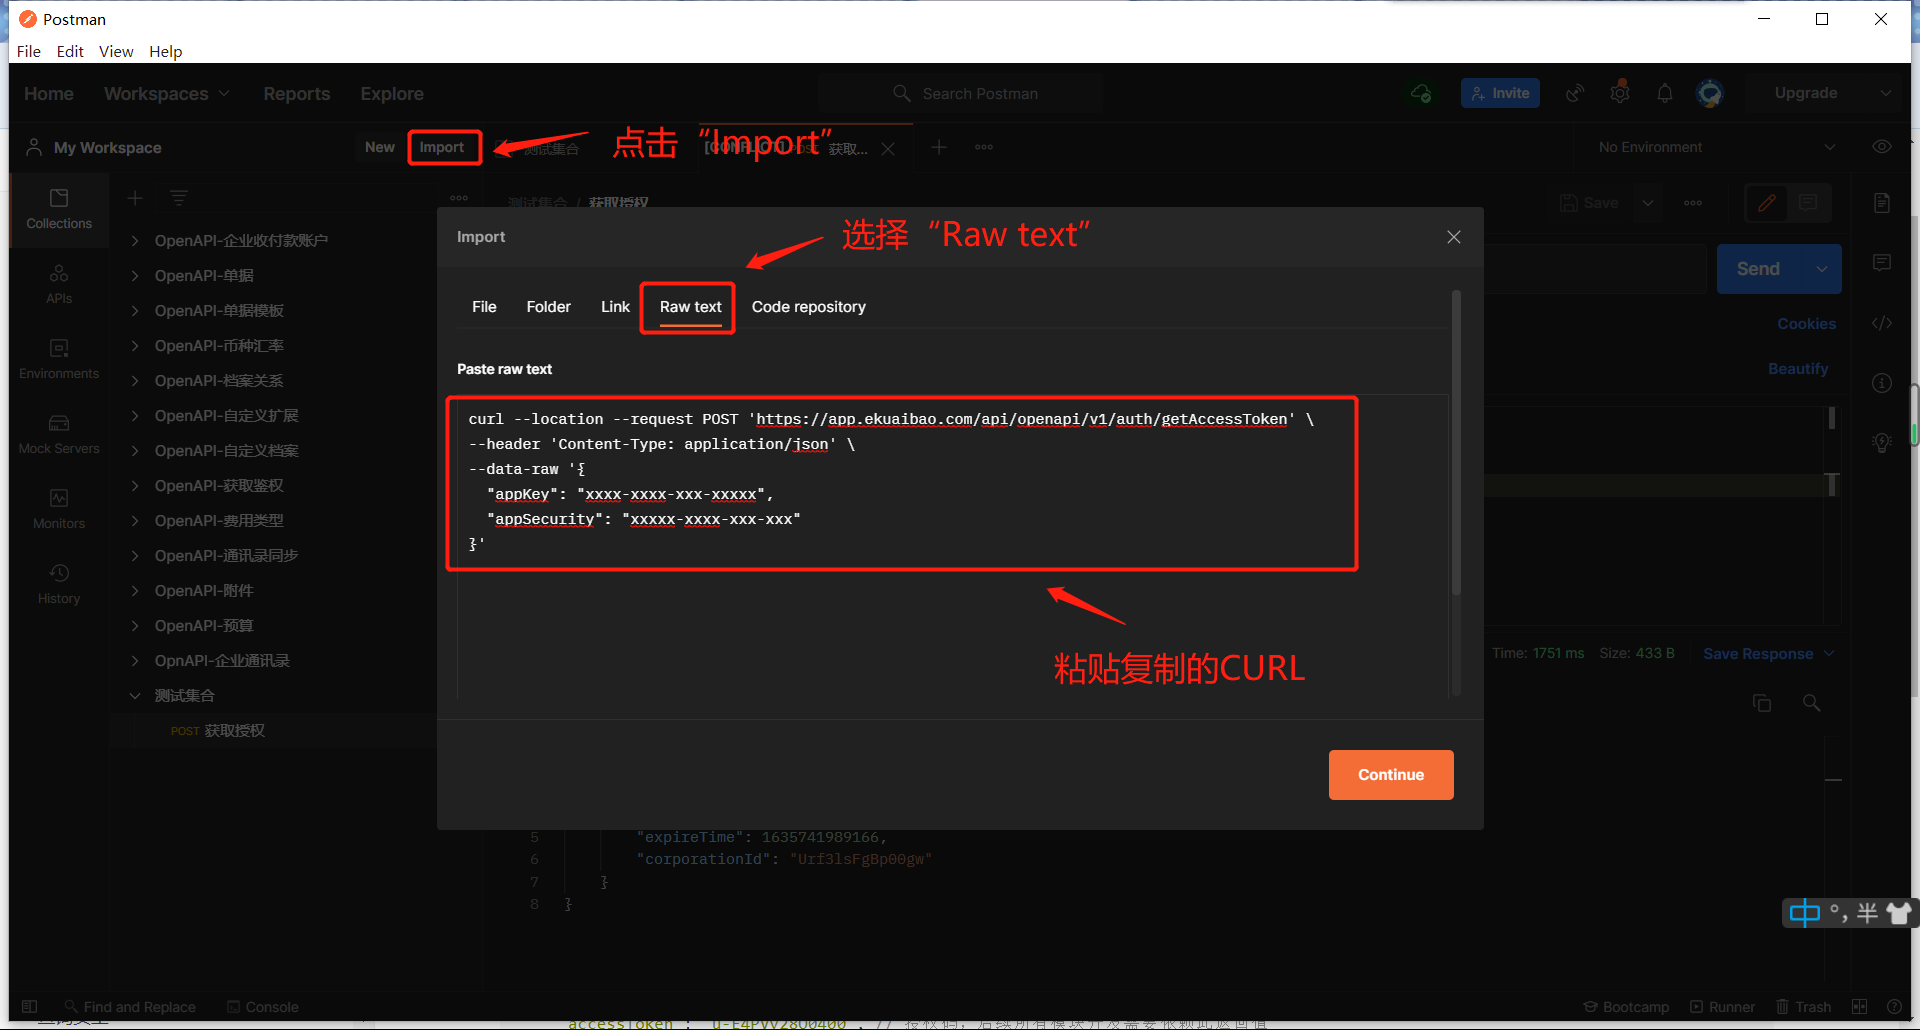 Postman
File Edit View Help
Home Workspaces Reports Explore Search Postman Invite Upgrade
My Workspace New Import 测试集合 [CONFLICT] POST 获取... No Environment
点击 “Import”
Collections
APIs
Environments
Mock Servers
Monitors
History
OpenAPI-企业收付款账户
OpenAPI-单据
OpenAPI-单据模板
OpenAPI-币种汇率
OpenAPI-档案关系
OpenAPI-自定义扩展
OpenAPI-自定义档案
OpenAPI-获取鉴权
OpenAPI-费用类型
OpenAPI-通讯录同步
OpenAPI-附件
OpenAPI-预算
OpnAPI-企业通讯录
测试集合
POST 获取授权
测试集合 / 获取授权 Save
选择 “Raw text”
Import
Send
File Folder Link Raw text Code repository
Cookies
Beautify
Paste raw text
curl --location --request POST 'https://app.ekuaibao.com/api/openapi/v1/auth/getAccessToken' \
--header 'Content-Type: application/json' \
--data-raw '{
"appKey": "xxxx-xxxx-xxx-xxxxx",
"appSecurity": "xxxxx-xxxx-xxx-xxx"
}'
粘贴复制的CURL
Time: 1751 ms Size: 433 B Save Response
Continue
5 "expireTime": 1635741989166,
6 "corporationId": "Urf3lsFgBp00gw"
7 }
8 }
中 °, 半
Find and Replace Console Bootcamp Runner Trash